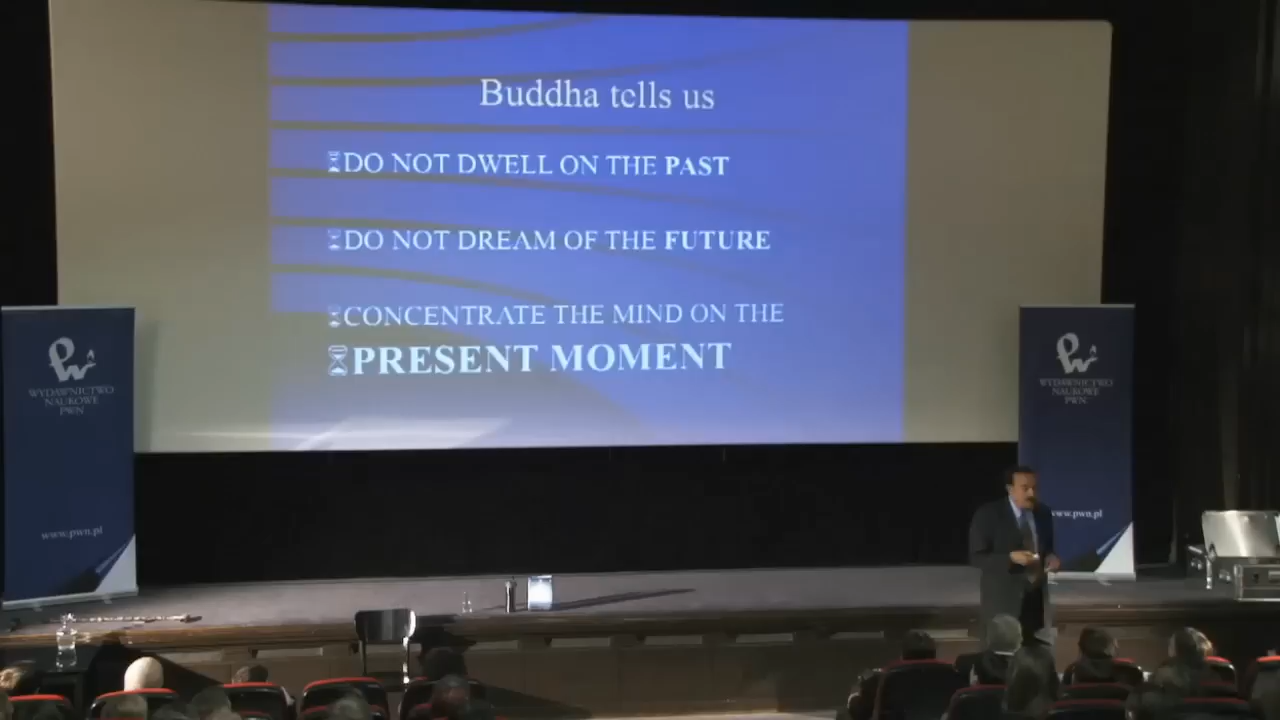 Buddha tells us
DO NOT DWELL ON THE PAST
DO NOT DREAM OF THE FUTURE
CONCENTRATE THE MIND ON THE
PRESENT MOMENT
WYDAWNICTWO
NAUKOWE
PWN
www.pwn.pl
WYDAWNICTWO
NAUKOWE
PWN
www.pwn.pl